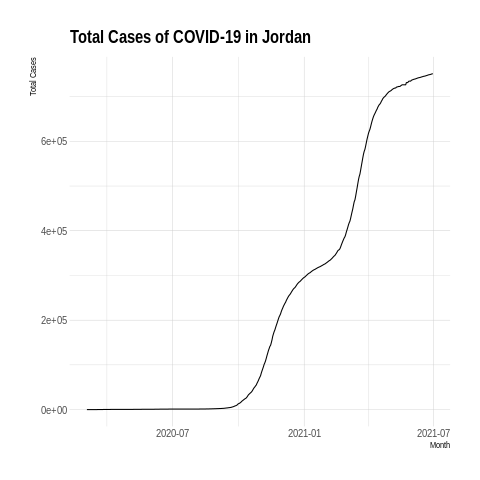 Total Cases of COVID-19 in Jordan
Total Cases
6e+05
4e+05
2e+05
0e+00
2020-07
2021-01
2021-07
Month